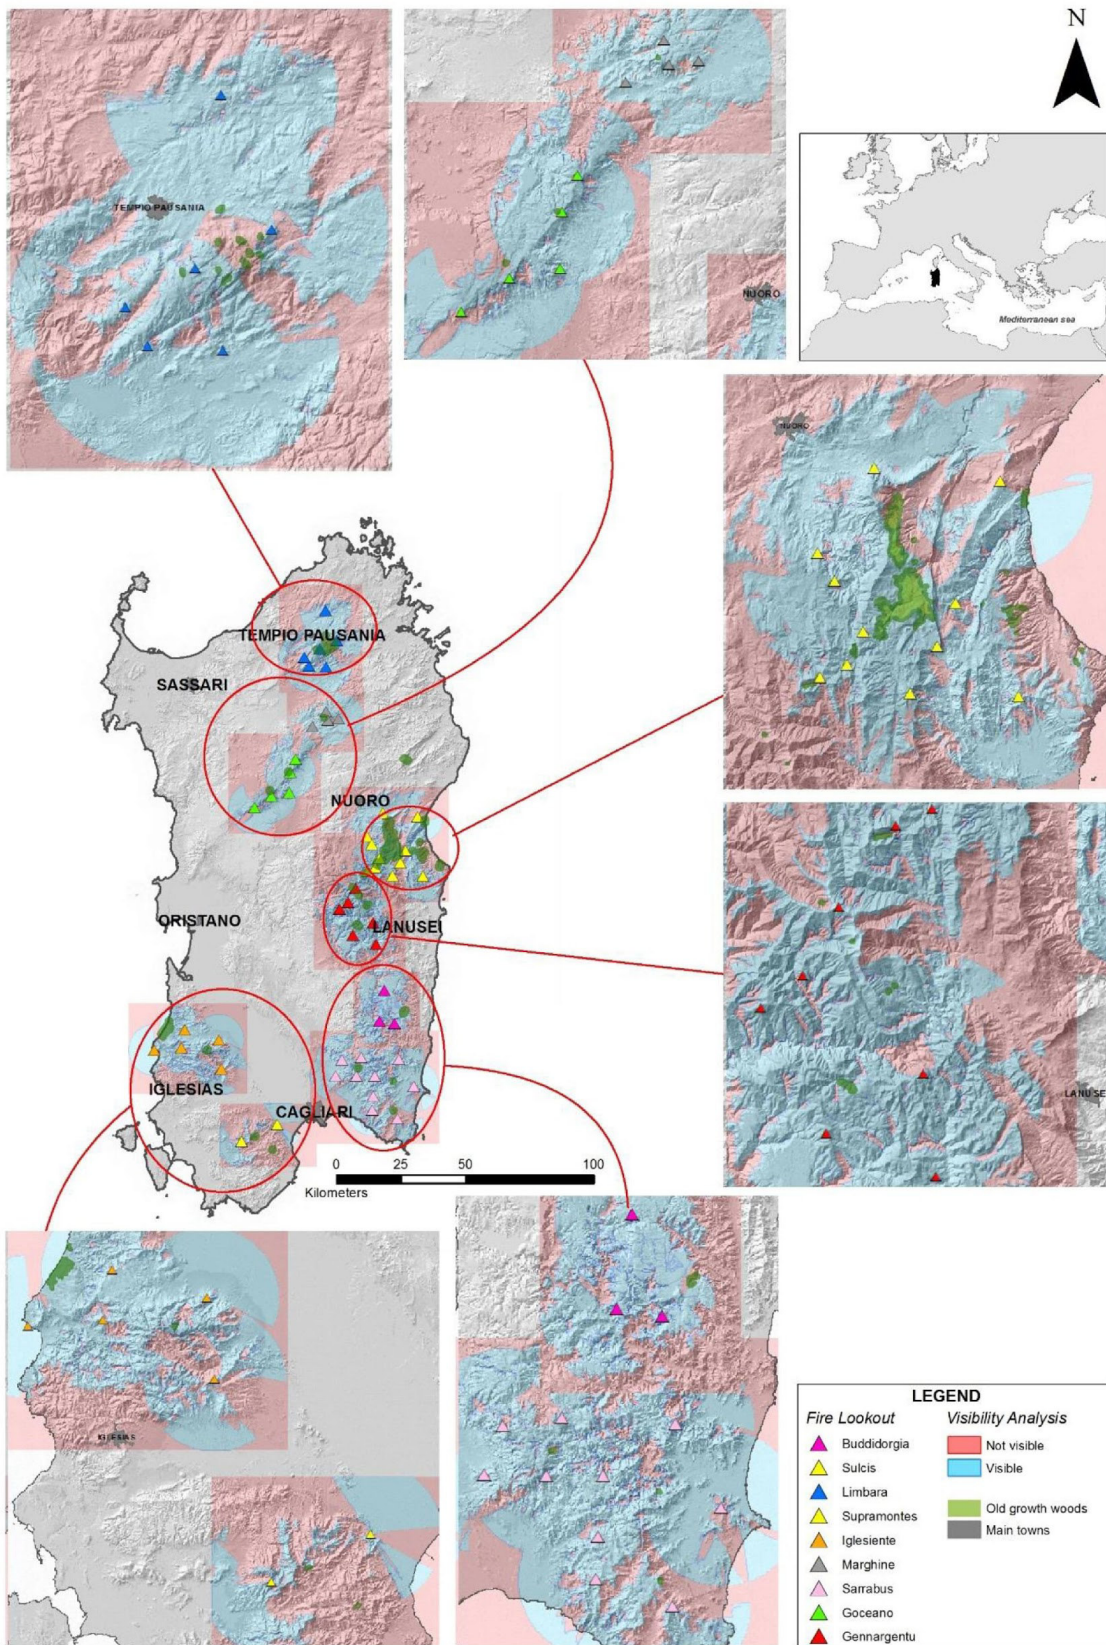 N
TEMPIO PAUSANIA
NUORO
Mediterranean sea
NUORO
TEMPIO PAUSANIA
SASSARI
NUORO
ORISTANO
LANUSEI
LANUSE
IGLESIAS
CAGLIARI
0 25 50 100
Kilometers
IGLESIAS
LEGEND
Fire Lookout
Visibility Analysis
Buddidorgia
Not visible
Sulcis
Visible
Limbara
Supramontes
Old growth woods
Iglesiente
Main towns
Marghine
Sarrabus
Goceano
Gennargentu